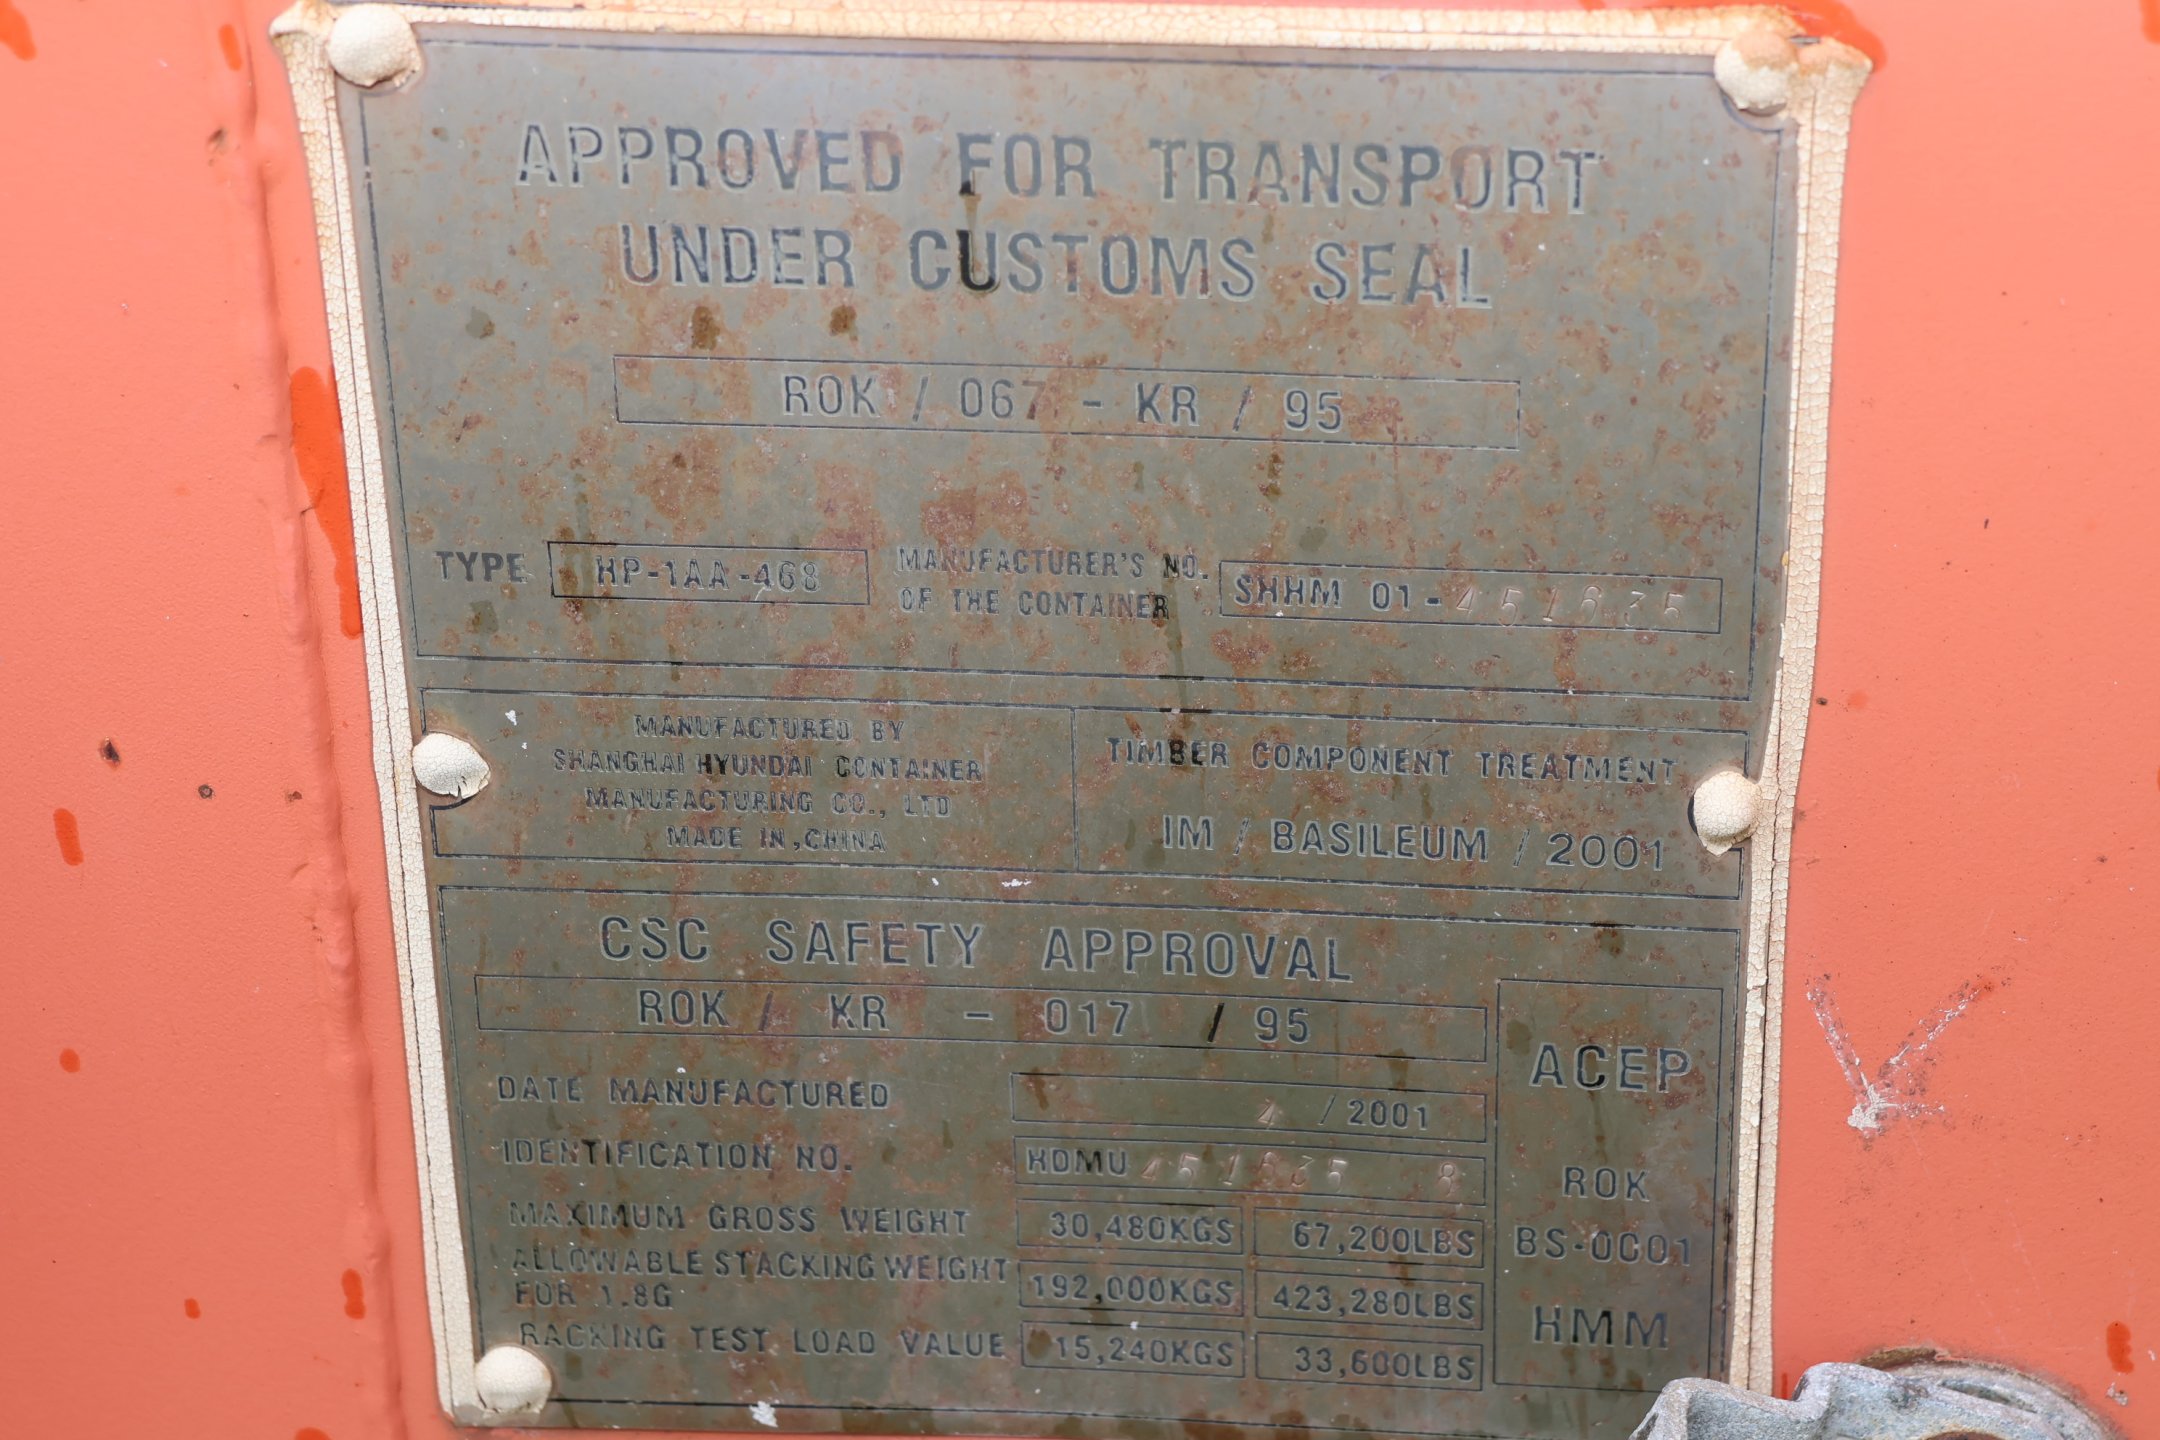 APPROVED FOR TRANSPORT
UNDER CUSTOMS SEAL
ROK / 067 - KR / 95
TYPE HP-1AA-468 MANUFACTURER'S NO. OF THE CONTAINER SHHM 01-451635
MANUFACTURED BY
SHANGHAI HYUNDAI CONTAINER
MANUFACTURING CO., LTD
MADE IN, CHINA
TIMBER COMPONENT TREATMENT
IM / BASILEUM / 2001
CSC SAFETY APPROVAL
ROK / KR - 017 / 95
DATE MANUFACTURED 4 / 2001
IDENTIFICATION NO. HDMU 451635 8
MAXIMUM GROSS WEIGHT 30,480KGS 67,200LBS
ALLOWABLE STACKING WEIGHT
FOR 1.8G 192,000KGS 423,280LBS
RACKING TEST LOAD VALUE 15,240KGS 33,600LBS
ACEP
ROK
BS-0001
HMM